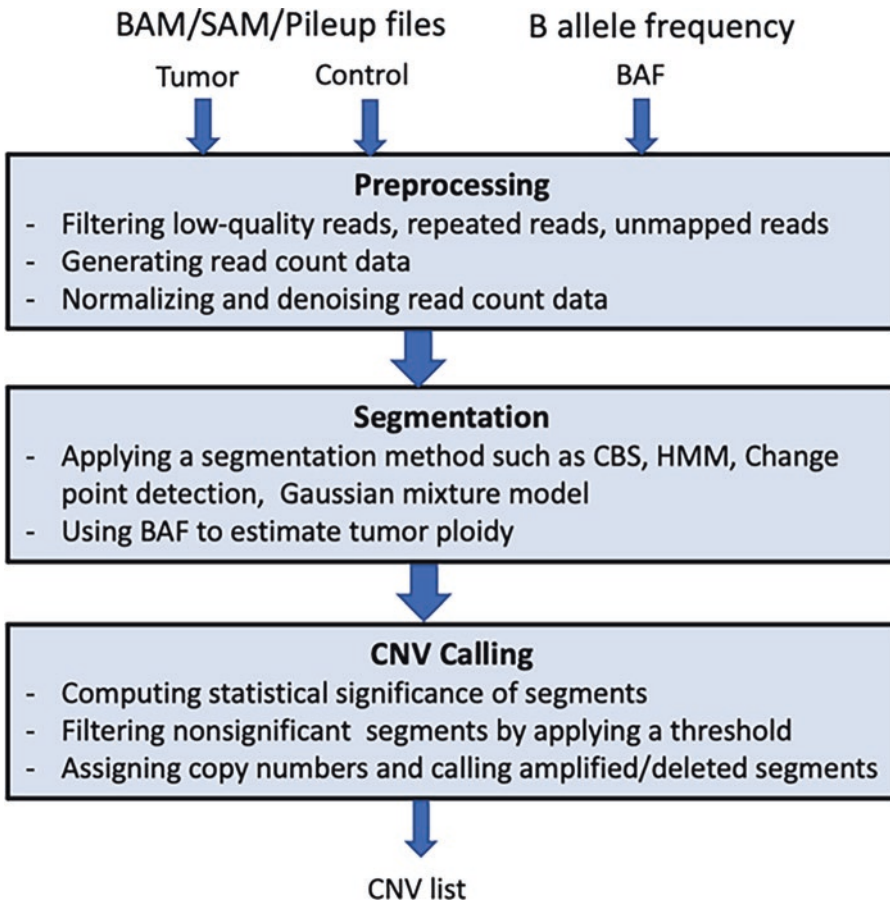 BAM/SAM/Pileup files B allele frequency
Tumor Control BAF
Preprocessing
- Filtering low-quality reads, repeated reads, unmapped reads
- Generating read count data
- Normalizing and denoising read count data
Segmentation
- Applying a segmentation method such as CBS, HMM, Change
point detection, Gaussian mixture model
- Using BAF to estimate tumor ploidy
CNV Calling
- Computing statistical significance of segments
- Filtering nonsignificant segments by applying a threshold
- Assigning copy numbers and calling amplified/deleted segments
CNV list